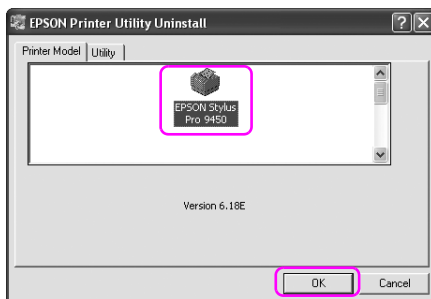 EPSON Printer Utility Uninstall
Printer Model
Utility
EPSON Stylus
Pro 9450
Version 6.18E
OK
Cancel